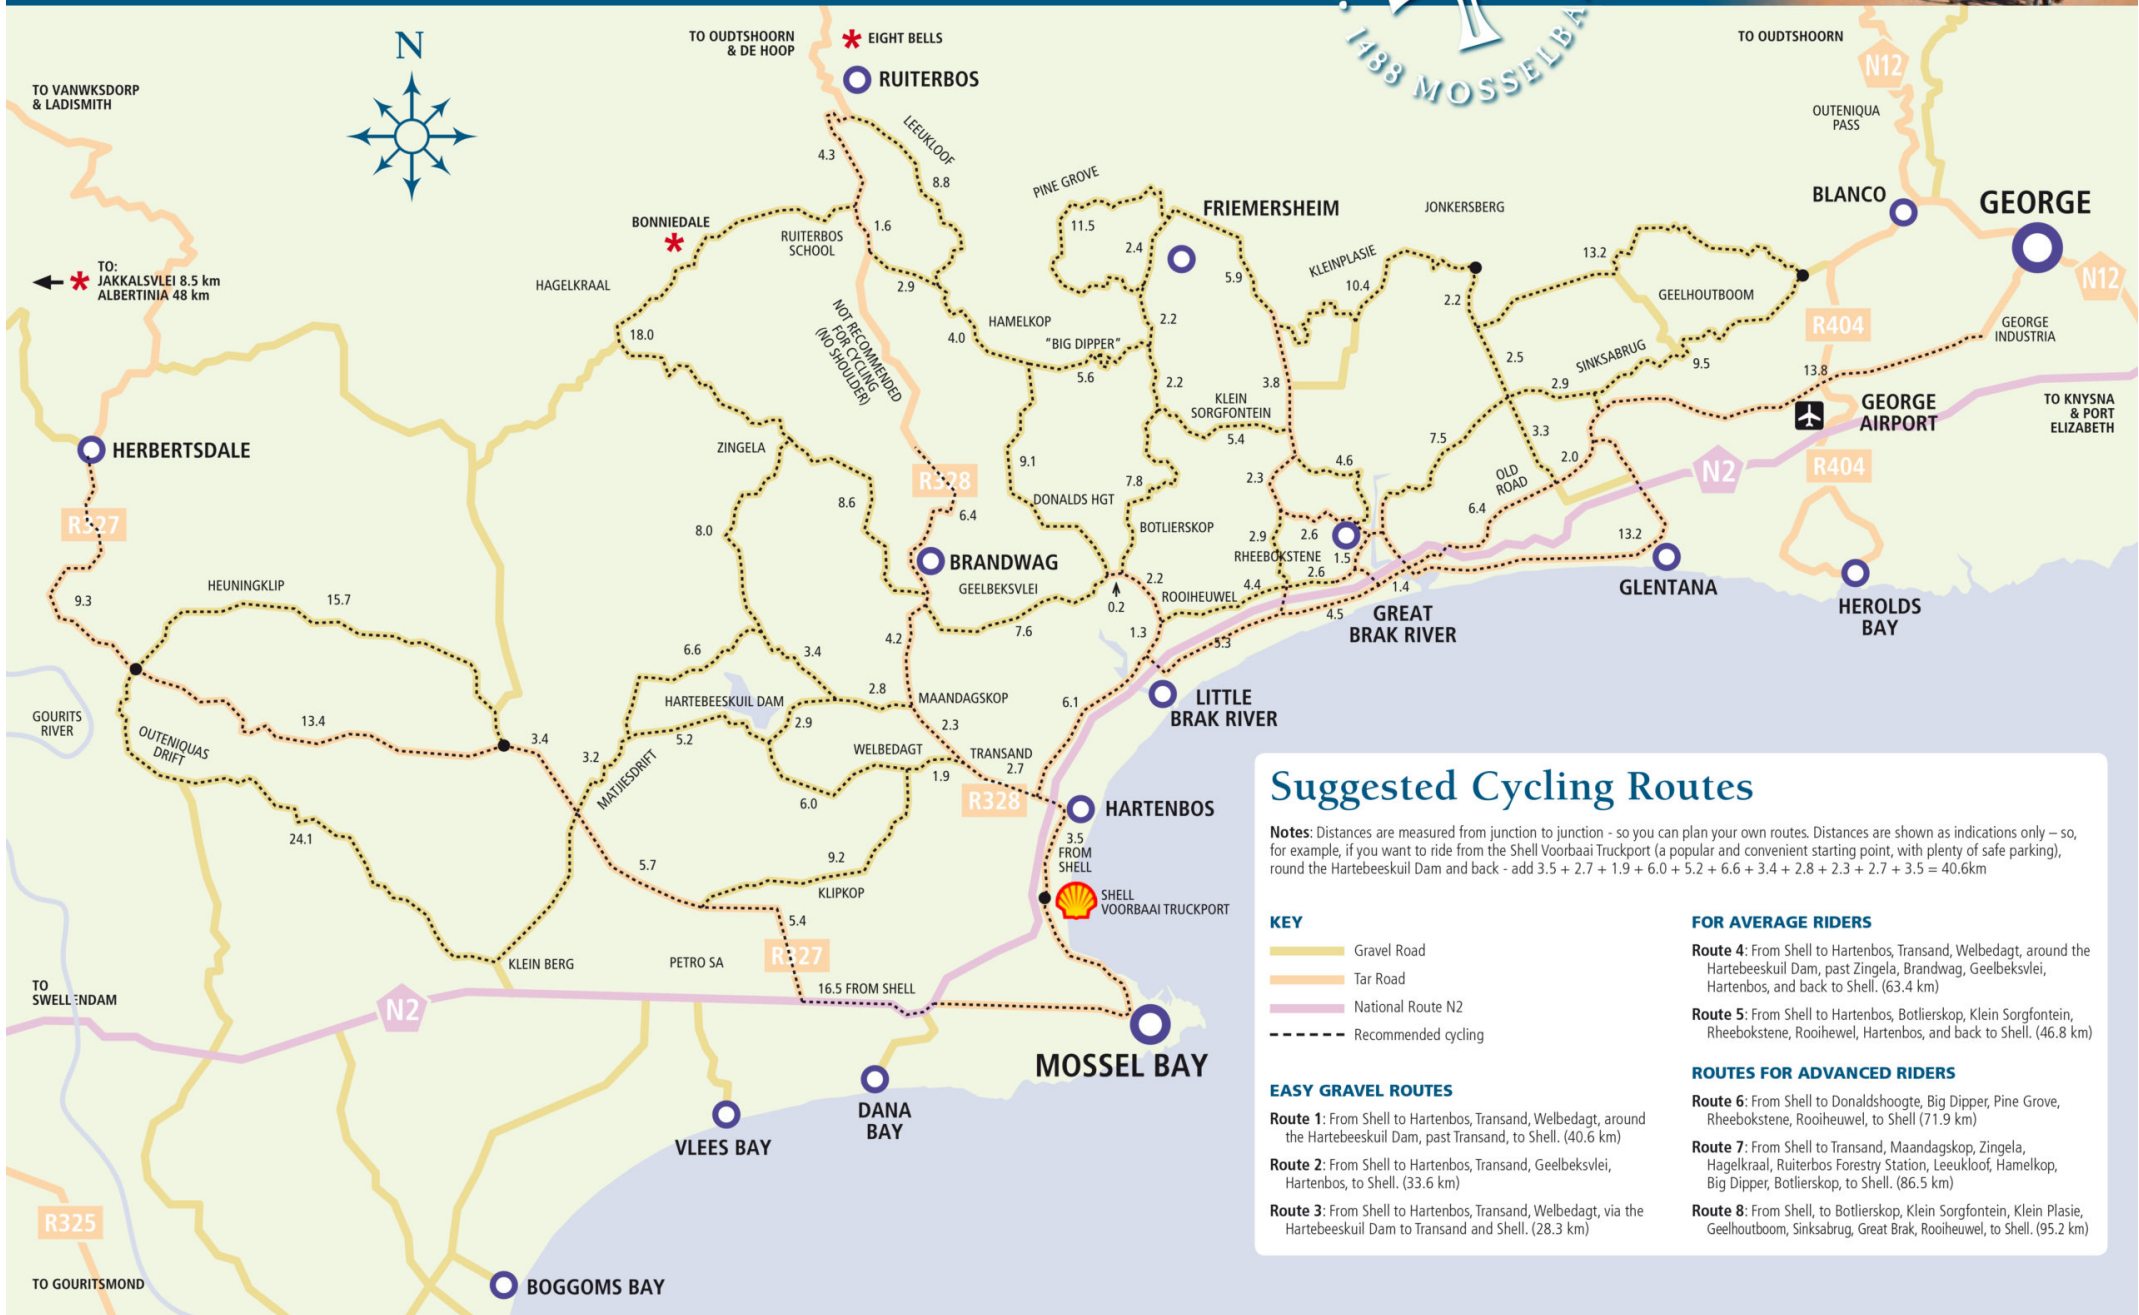 1488 MOSSELBA
N
TO OUDTSHOORN
& DE HOOP
EIGHT BELLS
RUITERBOS
TO OUDTSHOORN
N12
TO VANWKSDORP
& LADISMITH
OUTENIQUA
PASS
LEEUKLOOF
4.3
8.8
PINE GROVE
BLANCO
GEORGE
BONNIEDALE
RUITERBOS
SCHOOL
1.6
11.5
2.4
FRIEMERSHEIM
JONKERSBERG
TO:
JAKKALSVLEI 8.5 km
ALBERTINIA 48 km
HAGELKRAAL
2.9
5.9
KLEINPLASIE
10.4
2.2
13.2
GEELHOUTBOOM
N12
18.0
NOT RECOMMENDED
FOR CYCLING
(NO SHOULDER)
4.0
HAMELKOP
"BIG DIPPER"
5.6
2.2
2.2
3.8
2.5
SINKSABRUG
2.9
9.5
R404
GEORGE
INDUSTRIA
13.8
KLEIN
SORGFONTEIN
5.4
GEORGE
AIRPORT
TO KNYSNA
& PORT
ELIZABETH
HERBERTSDALE
ZINGELA
R328
9.1
7.5
3.3
2.0
N2
R404
4.6
2.3
OLD
ROAD
R327
8.6
8.0
6.4
DONALDS HGT
7.8
BOTLIERSKOP
6.4
2.9
2.6
13.2
BRANDWAG
GEELBEKSVLEI
RHEEBOKSTENE
1.5
2.6
9.3
HEUNINGKLIP
15.7
0.2
2.2
ROOIHEUWEL
4.4
1.4
GLENTANA
HEROLDS
BAY
4.5
GREAT
BRAK RIVER
4.2
7.6
1.3
5.3
6.6
3.4
GOURITS
RIVER
13.4
OUTENIQUAS
DRIFT
HARTEBEESKUIL DAM
2.8
MAANDAGSKOP
6.1
LITTLE
BRAK RIVER
3.4
3.2
MATJIESDRIFT
5.2
2.9
2.3
WELBEDAGT
TRANSAND
2.7
1.9
6.0
R328
HARTENBOS
24.1
5.7
9.2
KLIPKOP
3.5
FROM
SHELL
SHELL
VOORBAAI TRUCKPORT
5.4
R327
KLEIN BERG
PETRO SA
16.5 FROM SHELL
TO
SWELLENDAM
N2
MOSSEL BAY
DANA
BAY
VLEES BAY
R325
TO GOURITSMOND
BOGGOMS BAY
Suggested Cycling Routes
Notes: Distances are measured from junction to junction - so you can plan your own routes. Distances are shown as indications only – so,
for example, if you want to ride from the Shell Voorbaai Truckport (a popular and convenient starting point, with plenty of safe parking),
round the Hartebeeskuil Dam and back - add 3.5 + 2.7 + 1.9 + 6.0 + 5.2 + 6.6 + 3.4 + 2.8 + 2.3 + 2.7 + 3.5 = 40.6km
KEY
Gravel Road
Tar Road
National Route N2
Recommended cycling
EASY GRAVEL ROUTES
Route 1: From Shell to Hartenbos, Transand, Welbedagt, around
the Hartebeeskuil Dam, past Transand, to Shell. (40.6 km)
Route 2: From Shell to Hartenbos, Transand, Geelbeksvlei,
Hartenbos, to Shell. (33.6 km)
Route 3: From Shell to Hartenbos, Transand, Welbedagt, via the
Hartebeeskuil Dam to Transand and Shell. (28.3 km)
FOR AVERAGE RIDERS
Route 4: From Shell to Hartenbos, Transand, Welbedagt, around the
Hartebeeskuil Dam, past Zingela, Brandwag, Geelbeksvlei,
Hartenbos, and back to Shell. (63.4 km)
Route 5: From Shell to Hartenbos, Botlierskop, Klein Sorgfontein,
Rheebokstene, Rooihewel, Hartenbos, and back to Shell. (46.8 km)
ROUTES FOR ADVANCED RIDERS
Route 6: From Shell to Donaldshoogte, Big Dipper, Pine Grove,
Rheebokstene, Rooiheuwel, to Shell (71.9 km)
Route 7: From Shell to Transand, Maandagskop, Zingela,
Hagelkraal, Ruiterbos Forestry Station, Leeukloof, Hamelkop,
Big Dipper, Botlierskop, to Shell. (86.5 km)
Route 8: From Shell, to Botlierskop, Klein Sorgfontein, Klein Plasie,
Geelhoutboom, Sinksabrug, Great Brak, Rooiheuwel, to Shell. (95.2 km)